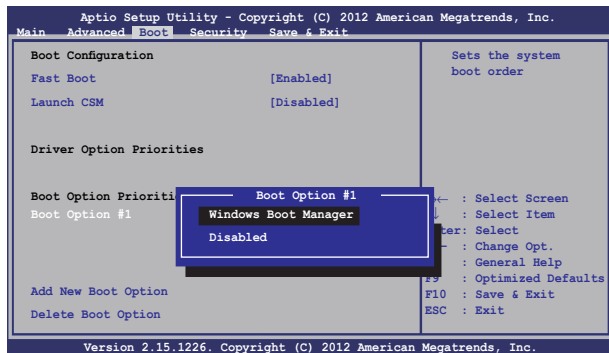 Aptio Setup Utility - Copyright (C) 2012 American Megatrends, Inc.
Main Advanced Boot Security Save & Exit
Boot Configuration
Fast Boot [Enabled]
Launch CSM [Disabled]
Driver Option Priorities
Boot Option Prioriti
Boot Option #1
Boot Option #1
Windows Boot Manager
Disabled
Add New Boot Option
Delete Boot Option
Sets the system
boot order
←  : Select Screen
↓  : Select Item
ter: Select
: Change Opt.
: General Help
F9 : Optimized Defaults
F10 : Save & Exit
ESC : Exit
Version 2.15.1226. Copyright (C) 2012 American Megatrends, Inc.